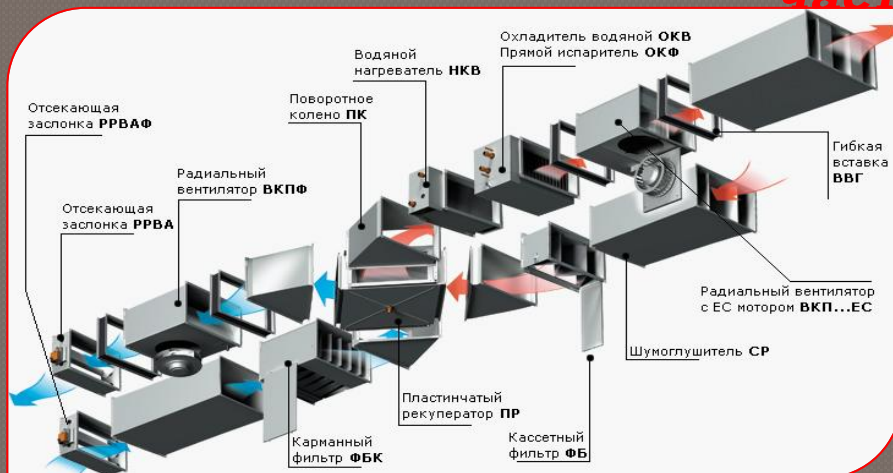 Охладитель водяной ОКВ
Прямой испаритель ОКФ
Водяной
нагреватель НКВ
Поворотное
колено ПК
Отсекающая
заслонка РРВАФ
Гибкая
вставка
ВВГ
Радиальный
вентилятор ВКПФ
Отсекающая
заслонка РРВА
Радиальный вентилятор
с ЕС мотором ВКП...ЕС
Шумоглушитель СР
Пластинчатый
рекуператор ПР
Карманный
фильтр ФБК
Кассетный
фильтр ФБ